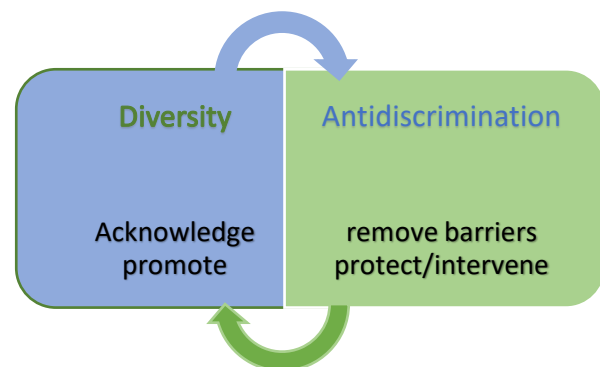 Diversity
Antidiscrimination
Acknowledge
promote
remove barriers
protect/intervene